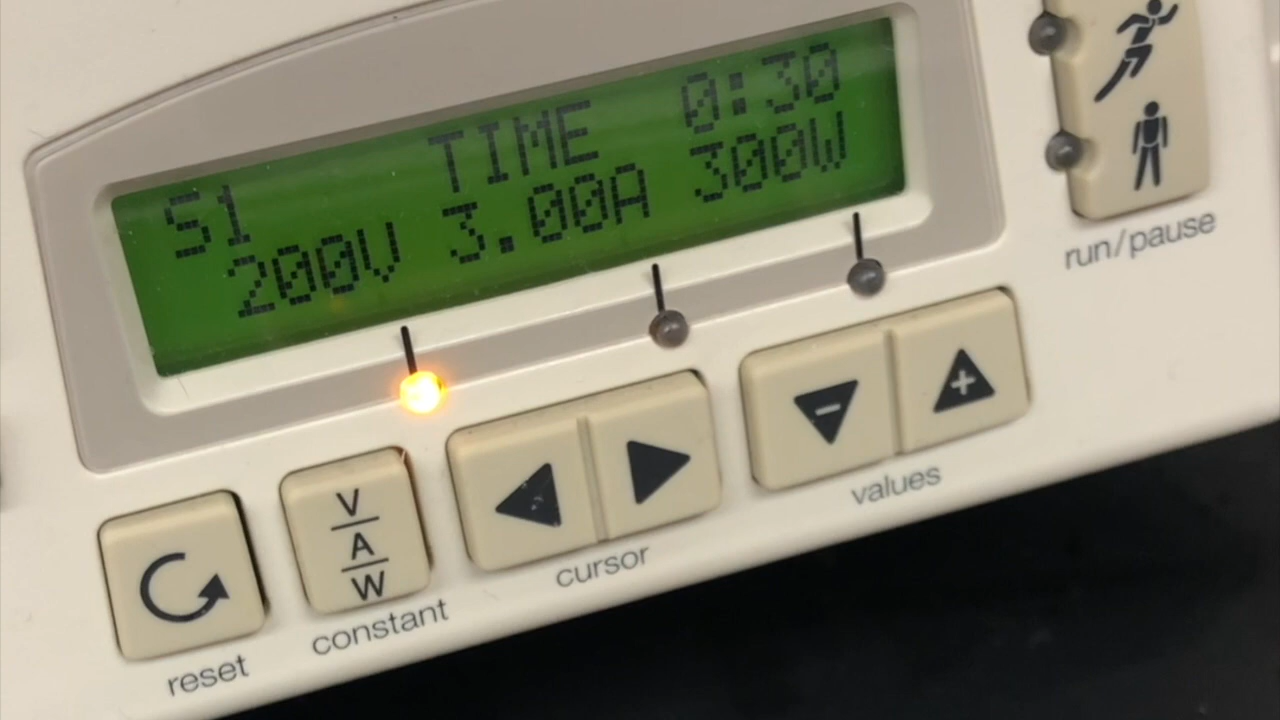 TIME 0:30
S1
200V 3.00A 300W
run/pause
V
A
W
values
cursor
constant
reset